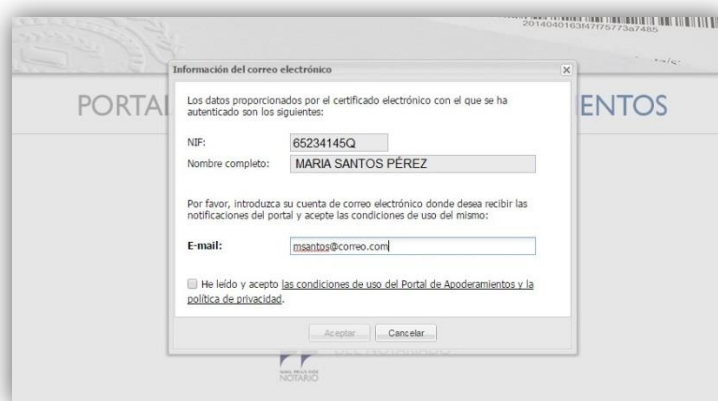 Información del correo electrónico
PORTAL
IENTOS
Los datos proporcionados por el certificado electrónico con el que se ha
autenticado son los siguientes:
NIF: 65234145Q
Nombre completo: MARIA SANTOS PÉREZ
Por favor, introduzca su cuenta de correo electrónico donde desea recibir las
notificaciones del portal y acepte las condiciones de uso del mismo:
E-mail: msantos@correo.com
He leído y acepto las condiciones de uso del Portal de Apoderamientos y la
política de privacidad.
Aceptar Cancelar
DEL NOTARIADO
NOTARIO